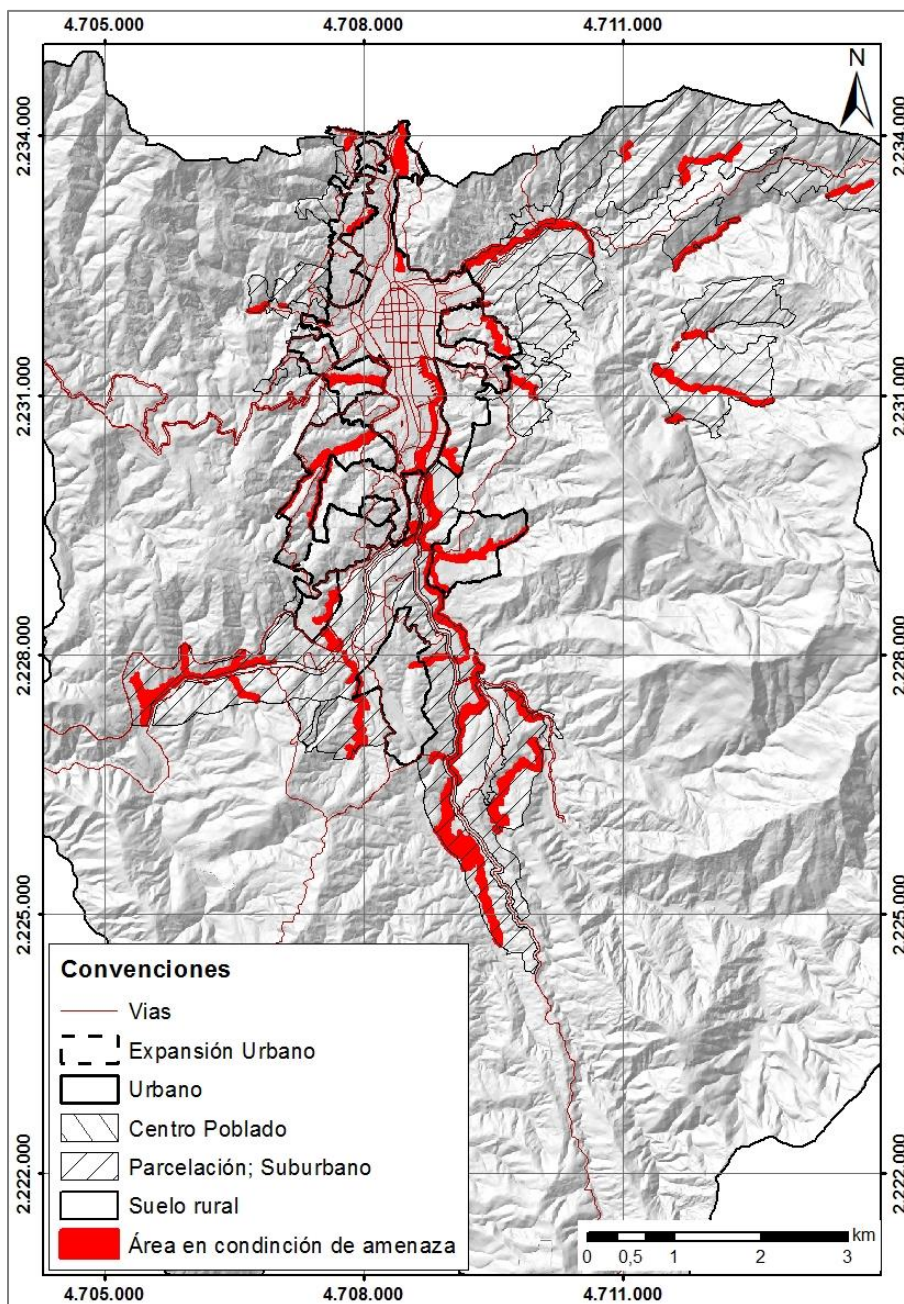 4.705.000 4.708.000 4.711.000
N
2.234.000 2.234.000
2.231.000 2.231.000
2.228.000 2.228.000
2.225.000 2.225.000
2.222.000 2.222.000
Convenciones
Vias
Expansión Urbano
Urbano
Centro Poblado
Parcelación; Suburbano
Suelo rural
Área en condinción de amenaza
km
0 0,5 1 2 3
4.705.000 4.708.000 4.711.000